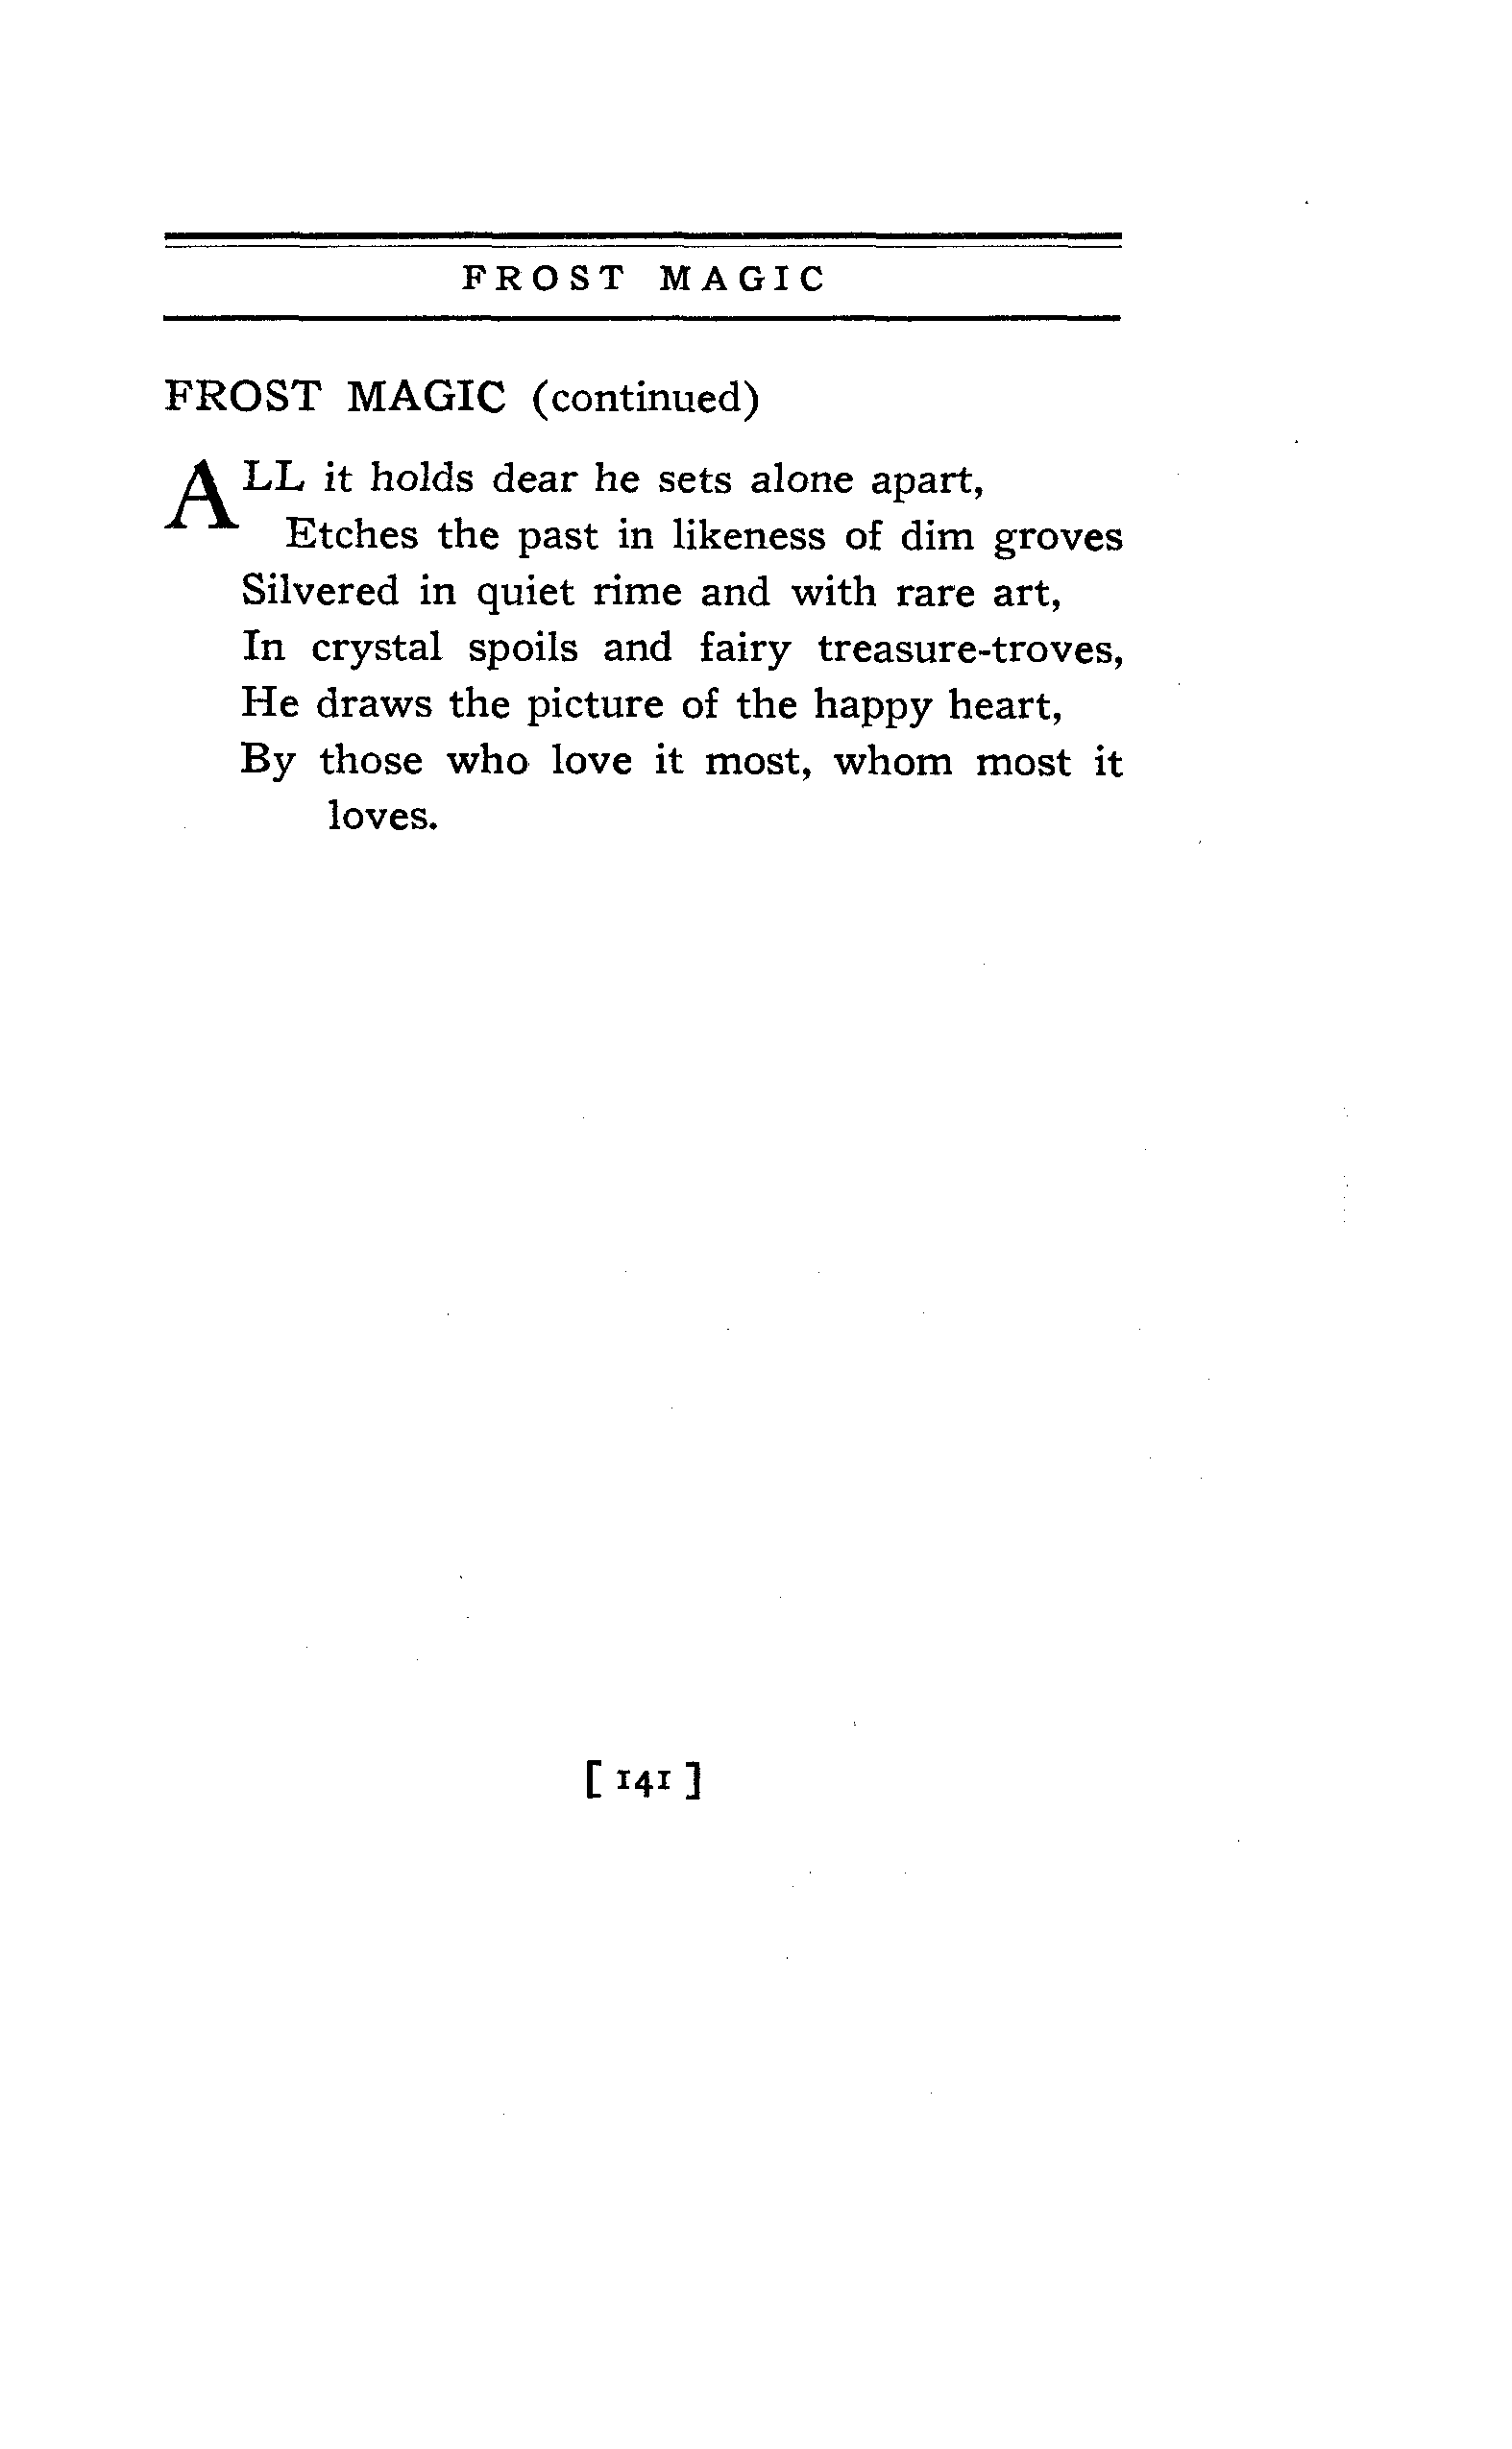 FROST MAGIC
FROST MAGIC (continued)
ALL it holds dear he sets alone apart,
Etches the past in likeness of dim groves
Silvered in quiet rime and with rare art,
In crystal spoils and fairy treasure-troves,
He draws the picture of the happy heart,
By those who love it most, whom most it
loves.
[ 141 ]